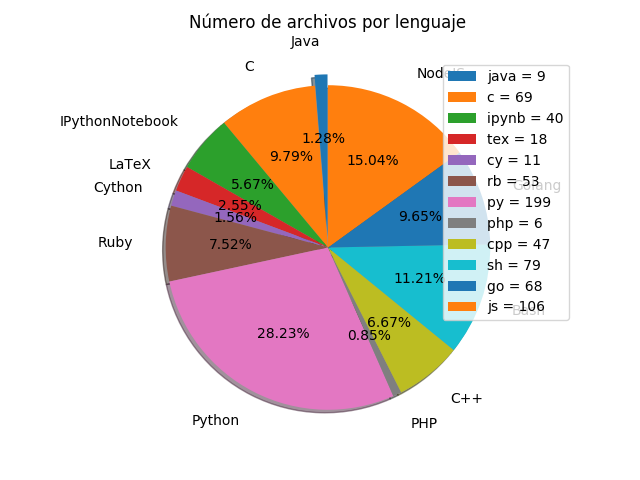 Número de archivos por lenguaje
Java
C
NodeJS
IPythonNotebook
LaTeX
Cython
Ruby
Python
PHP
C++
Bash
Golang
1.28%
9.79%
15.04%
5.67%
2.55%
1.56%
7.52%
9.65%
11.21%
6.67%
0.85%
28.23%
java = 9
c = 69
ipynb = 40
tex = 18
cy = 11
rb = 53
py = 199
php = 6
cpp = 47
sh = 79
go = 68
js = 106